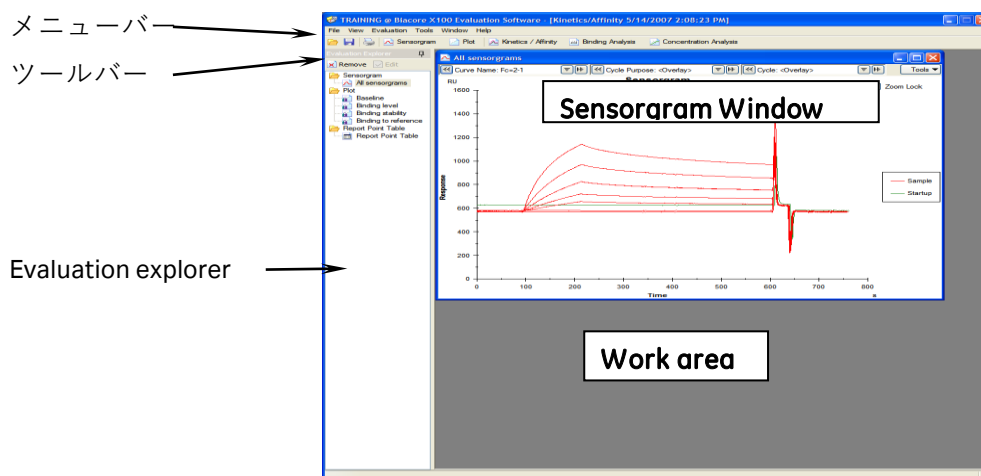 メニューバー
ツールバー
Evaluation explorer
TRAINING @ Biacore X100 Evaluation Software - [Kinetics/Affinity 5/14/2007 2:08:23 PM]
File View Evaluation Tools Window Help
Sensorgram Plot Kinetics / Affinity Binding Analysis Concentration Analysis
Evaluation Explorer
Remove Edit
Sensorgram
All sensorgrams
Plot
Baseline
Binding level
Binding stability
Binding to reference
Report Point Table
Report Point Table
All sensorgrams
Curve Name: Fc=2-1 Cycle Purpose: <Overlay> Cycle: <Overlay> Tools
Sensorgram
Zoom Lock
Sensorgram Window
RU
1600
1400
1200
1000
800
600
400
200
0
Response
0 100 200 300 400 500 600 700 800
Time s
Sample
Startup
Work area